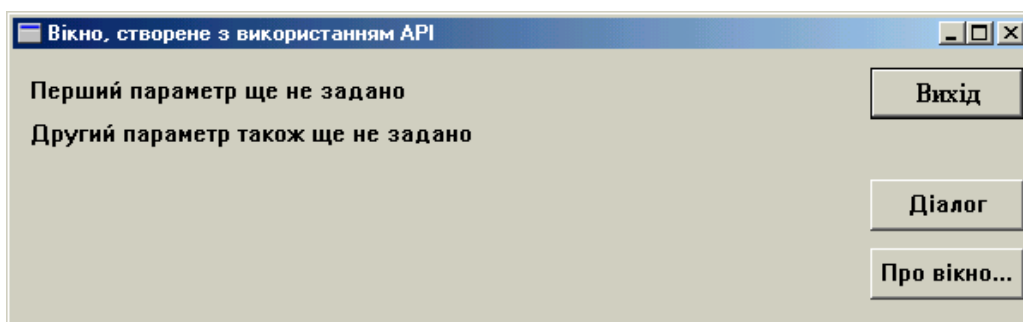 Вікно, створене з використанням API
Перший параметр ще не задано
Вихід
Другий параметр також ще не задано
Діалог
Про вікно...